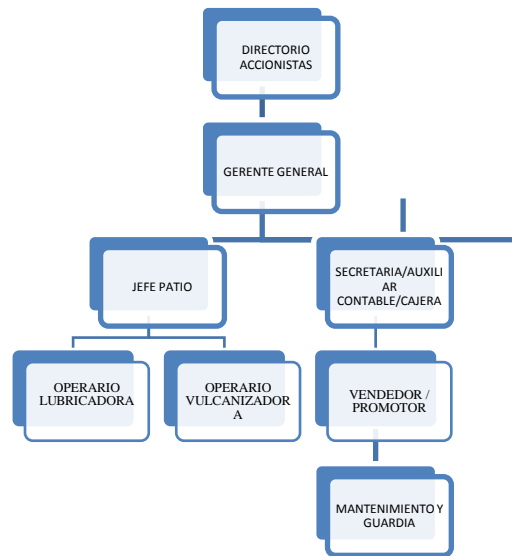 DIRECTORIO
ACCIONISTAS
GERENTE GENERAL
JEFE PATIO
SECRETARIA/AUXILI
AR
CONTABLE/CAJERA
OPERARIO
LUBRICADORA
OPERARIO
VULCANIZADOR
A
VENDEDOR /
PROMOTOR
MANTENIMIENTO Y
GUARDIA